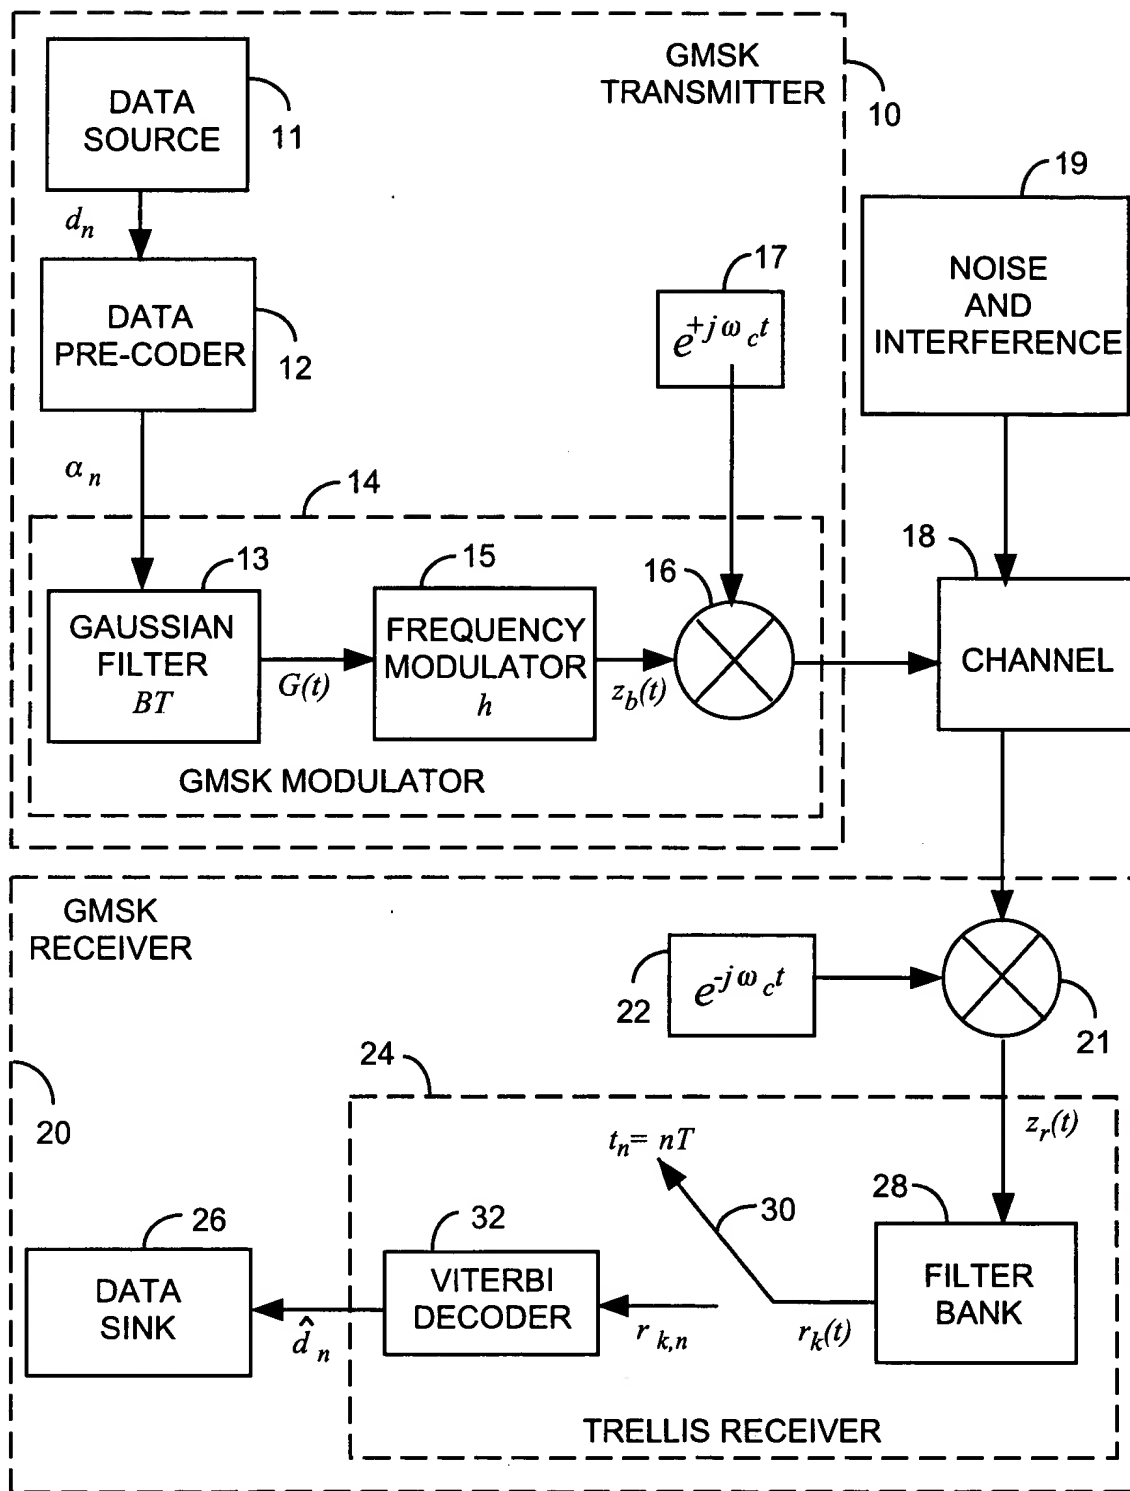 GMSK
TRANSMITTER
10
DATA
SOURCE
11
d_n
DATA
PRE-CODER
12
α_n
19
NOISE
AND
INTERFERENCE
17
e^{+jω_c t}
14
13
GAUSSIAN
FILTER
BT
G(t)
15
FREQUENCY
MODULATOR
h
z_b(t)
16
18
CHANNEL
GMSK MODULATOR
GMSK
RECEIVER
22
e^{-jω_c t}
21
20
24
z_r(t)
t_n= nT
30
28
FILTER
BANK
r_k(t)
32
VITERBI
DECODER
r_{k,n}
26
DATA
SINK
d̂_n
TRELLIS RECEIVER